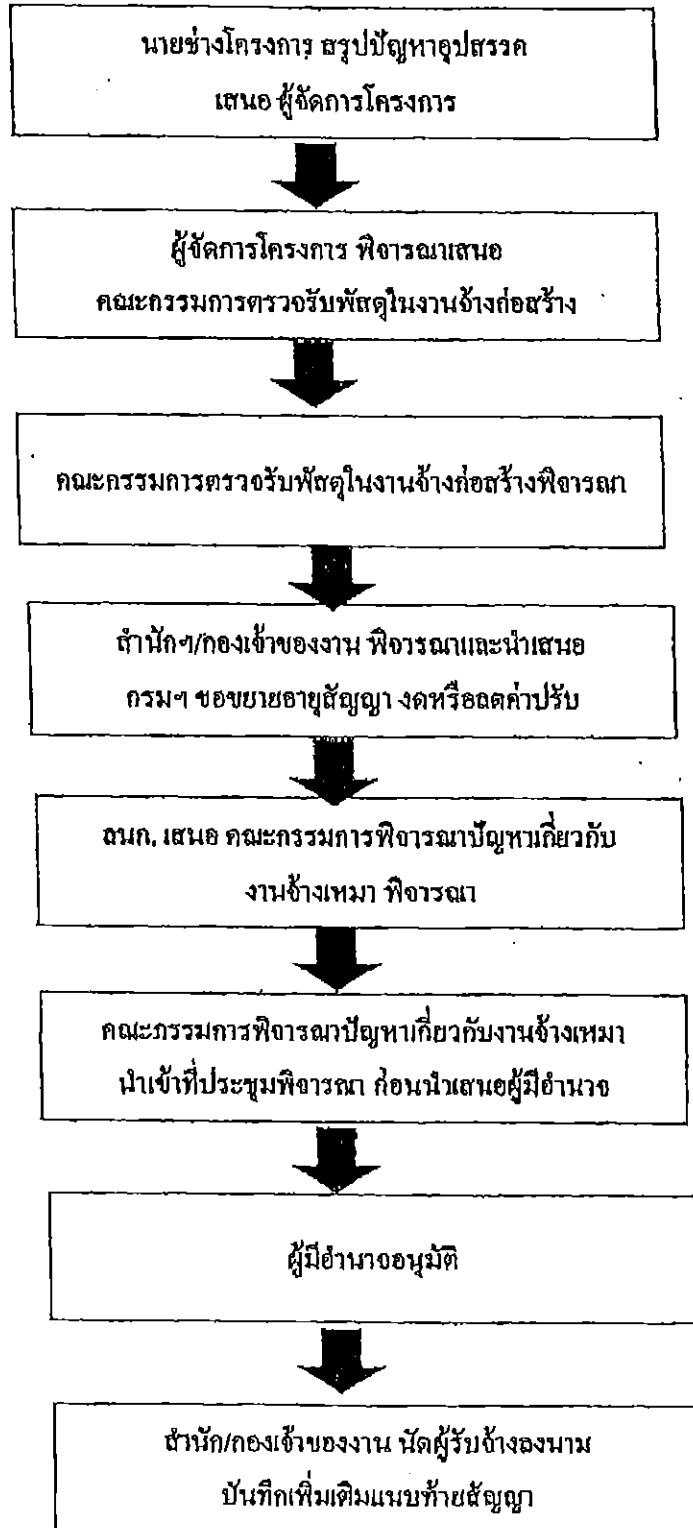 นายช่างโครงการ สรุปปัญหาอุปสรรค
เสนอ ผู้จัดการโครงการ
ผู้จัดการโครงการ พิจารณาเสนอ
คณะกรรมการตรวจรับพัสดุในงานจ้างก่อสร้าง
คณะกรรมการตรวจรับพัสดุในงานจ้างก่อสร้างพิจารณา
สำนักฯ/กองเจ้าของงาน พิจารณาและนำเสนอ
กรมฯ ขอขยายอายุสัญญา งดหรือลดค่าปรับ
ลนก. เสนอ คณะกรรมการพิจารณาปัญหาเกี่ยวกับ
งานจ้างเหมา พิจารณา
คณะกรรมการพิจารณาปัญหาเกี่ยวกับงานจ้างเหมา
นำเข้าที่ประชุมพิจารณา ก่อนนำเสนอผู้มีอำนาจ
ผู้มีอำนาจอนุมัติ
สำนัก/กองเจ้าของงาน นัดผู้รับจ้างลงนาม
บันทึกเพิ่มเติมแนบท้ายสัญญา